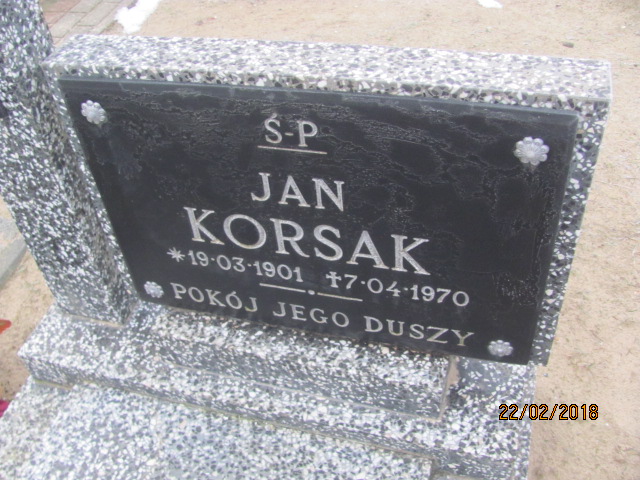 Ś-P
JAN
KORSAK
*19·03·1901 ✝7·04·1970
POKÓJ JEGO DUSZY
22/02/2018